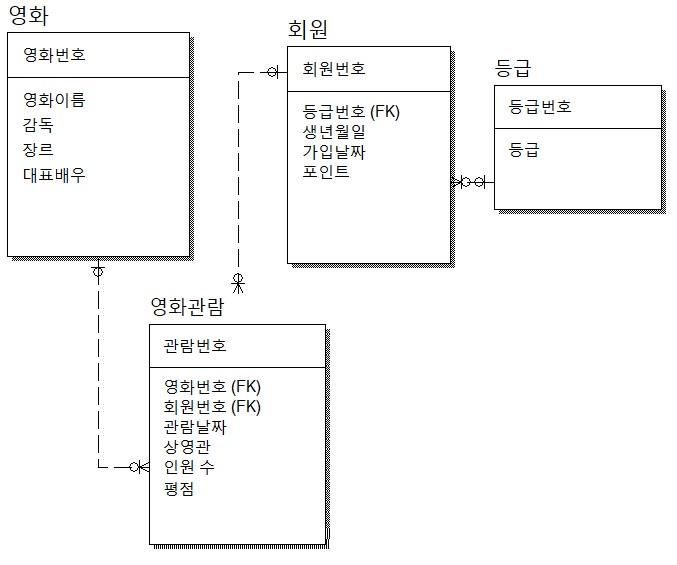 영화
영화번호
영화이름
감독
장르
대표배우
회원
회원번호
등급번호 (FK)
생년월일
가입날짜
포인트
등급
등급번호
등급
영화관람
관람번호
영화번호 (FK)
회원번호 (FK)
관람날짜
상영관
인원 수
평점